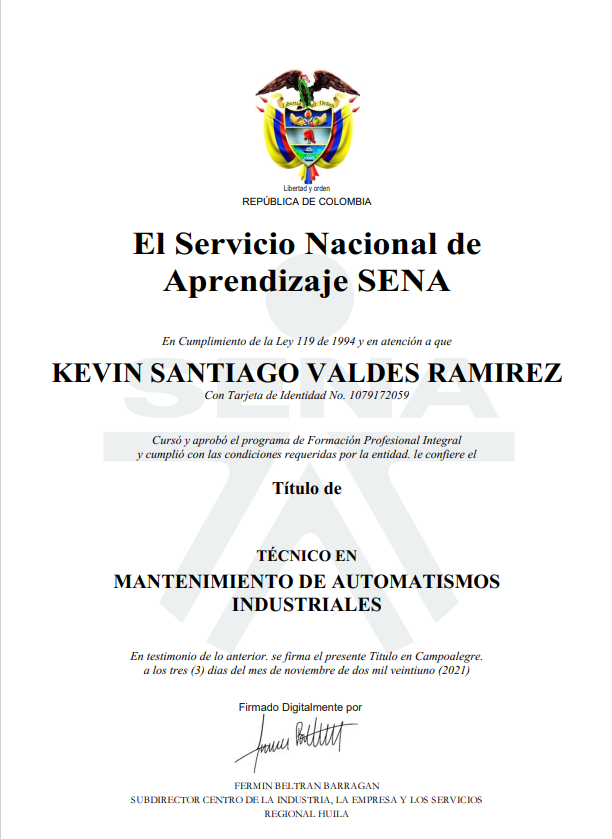 Libertad y Orden
Libertad y orden
REPÚBLICA DE COLOMBIA
El Servicio Nacional de
Aprendizaje SENA
En Cumplimiento de la Ley 119 de 1994 y en atención a que
KEVIN SANTIAGO VALDES RAMIREZ
Con Tarjeta de Identidad No. 1079172059
SENA
Cursó y aprobó el programa de Formación Profesional Integral
y cumplió con las condiciones requeridas por la entidad. le confiere el
Título de
TÉCNICO EN
MANTENIMIENTO DE AUTOMATISMOS
INDUSTRIALES
En testimonio de lo anterior. se firma el presente Título en Campoalegre.
a los tres (3) dias del mes de noviembre de dos mil veintiuno (2021)
Firmado Digitalmente por
FERMIN BELTRAN BARRAGAN
SUBDIRECTOR CENTRO DE LA INDUSTRIA, LA EMPRESA Y LOS SERVICIOS
REGIONAL HUILA